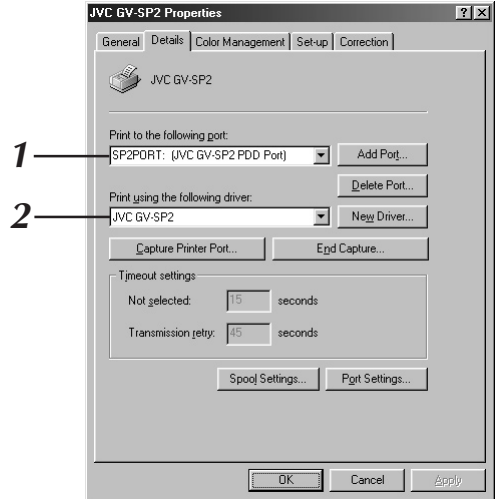 JVC GV-SP2 Properties
General Details Color Management Set-up Correction
JVC GV-SP2
Print to the following port:
1 SP2PORT: (JVC GV-SP2 PDD Port) Add Port...
Delete Port...
Print using the following driver:
2 JVC GV-SP2 New Driver...
Capture Printer Port... End Capture...
Timeout settings
Not selected: 15 seconds
Transmission retry: 45 seconds
Spool Settings... Port Settings...
OK Cancel Apply